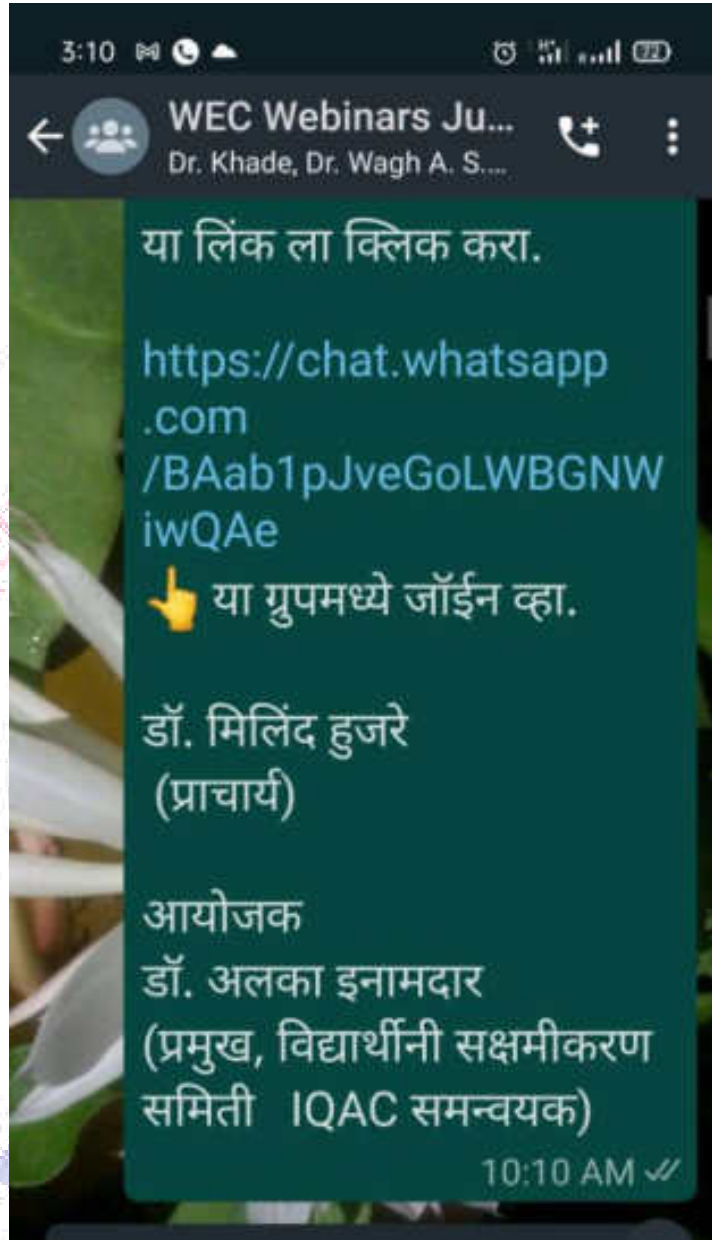 3:10
72
WEC Webinars Ju...
Dr. Khade, Dr. Wagh A. S....
या लिंक ला क्लिक करा.
https://chat.whatsapp
.com
/BAab1pJveGoLWBGNW
iwQAe
👆 या ग्रुपमध्ये जॉईन व्हा.
डॉ. मिलिंद हुजरे
(प्राचार्य)
आयोजक
डॉ. अलका इनामदार
(प्रमुख, विद्यार्थीनी सक्षमीकरण
समिती IQAC समन्वयक)
10:10 AM